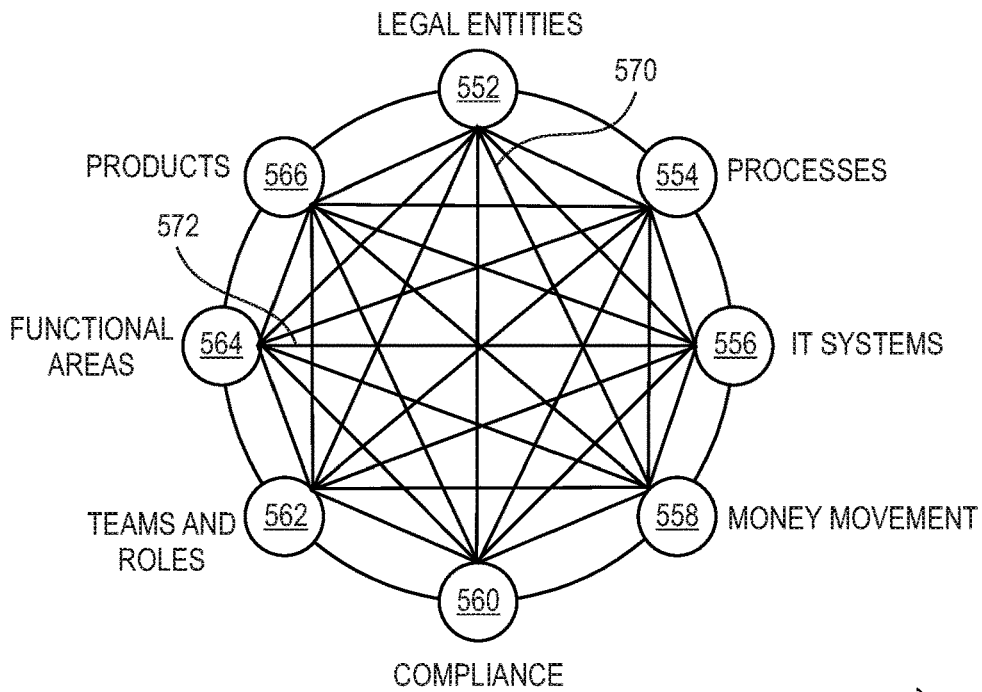 LEGAL ENTITIES
552
570
PRODUCTS
566
554
PROCESSES
572
FUNCTIONAL
AREAS
564
556
IT SYSTEMS
TEAMS AND
ROLES
562
558
MONEY MOVEMENT
560
COMPLIANCE